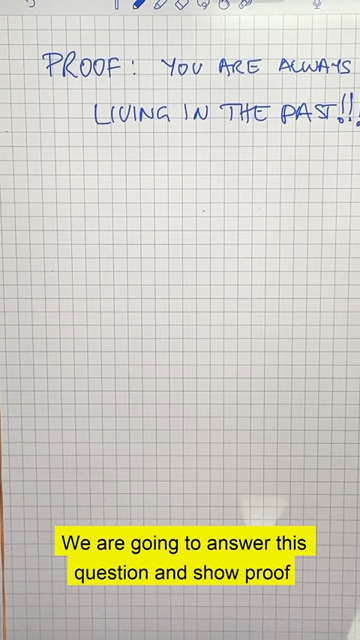 PROOF: YOU ARE ALWAYS
LIVING IN THE PAST!!!
We are going to answer this
question and show proof